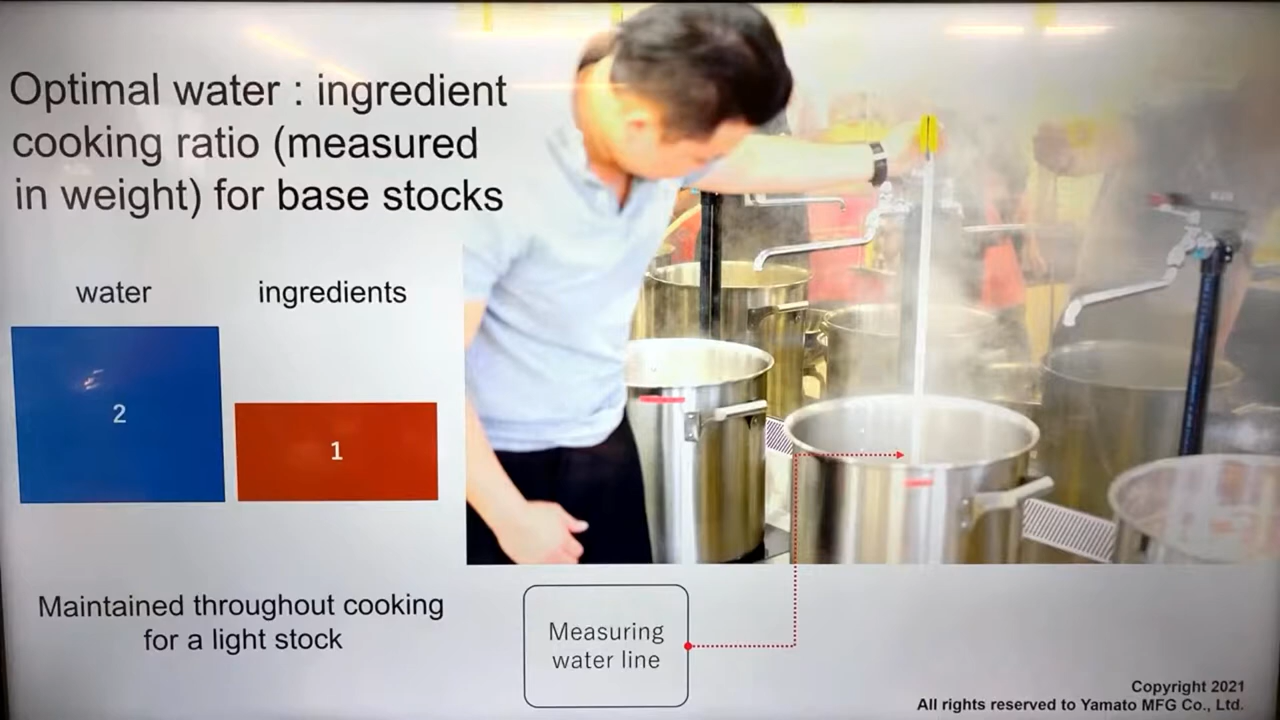 Optimal water : ingredient
cooking ratio (measured
in weight) for base stocks
water
ingredients
2
1
Maintained throughout cooking
for a light stock
Measuring
water line
Copyright 2021
All rights reserved to Yamato MFG Co., Ltd.